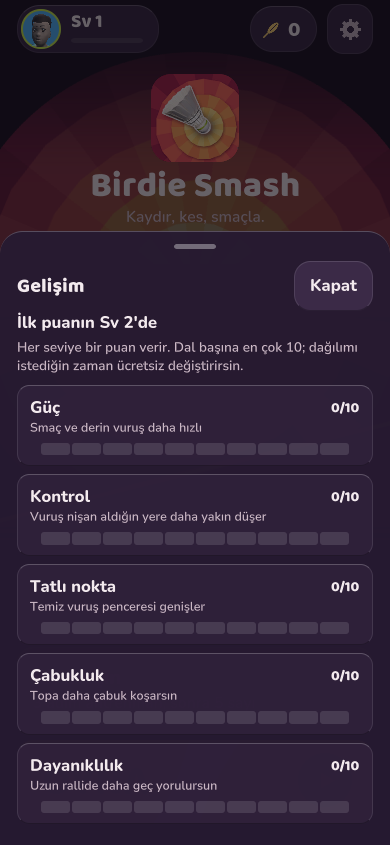 Sv 1
0
Birdie Smash
Kaydır, kes, smaçla.
Gelişim
Kapat
İlk puanın Sv 2'de
Her seviye bir puan verir. Dal başına en çok 10; dağılımı
istediğin zaman ücretsiz değiştirirsin.
Güç
0/10
Smaç ve derin vuruş daha hızlı
Kontrol
0/10
Vuruş nişan aldığın yere daha yakın düşer
Tatlı nokta
0/10
Temiz vuruş penceresi genişler
Çabukluk
0/10
Topa daha çabuk koşarsın
Dayanıklılık
0/10
Uzun rallide daha geç yorulursun